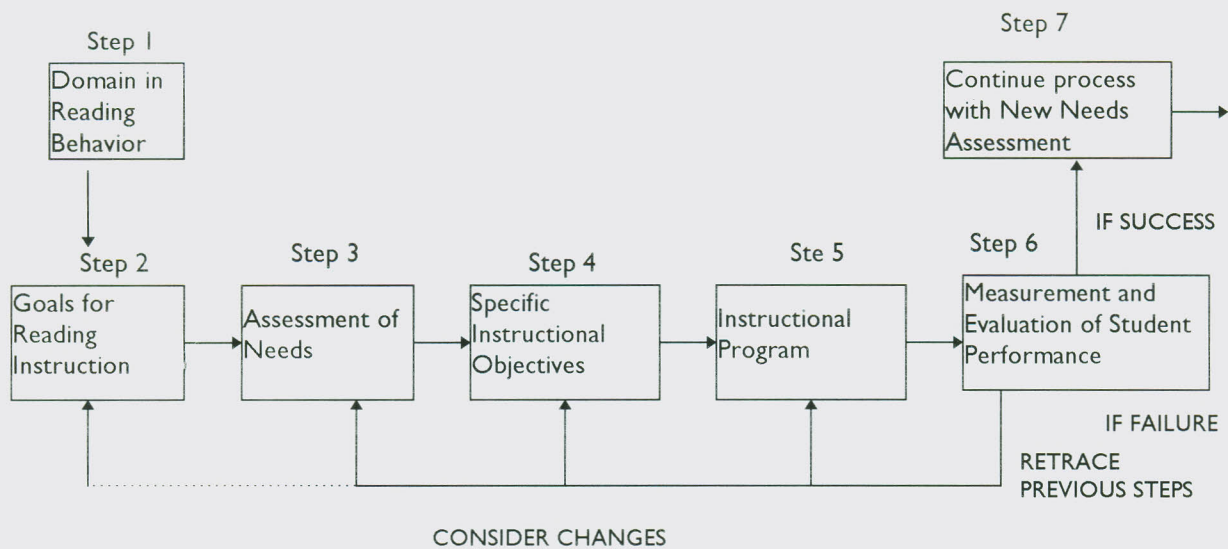 Step 1
Domain in
Reading
Behavior
Step 7
Continue process
with New Needs
Assessment
IF SUCCESS
Step 2
Goals for
Reading
Instruction
Step 3
Assessment of
Needs
Step 4
Specific
Instructional
Objectives
Ste 5
Instructional
Program
Step 6
Measurement and
Evaluation of Student
Performance
IF FAILURE
RETRACE
PREVIOUS STEPS
CONSIDER CHANGES